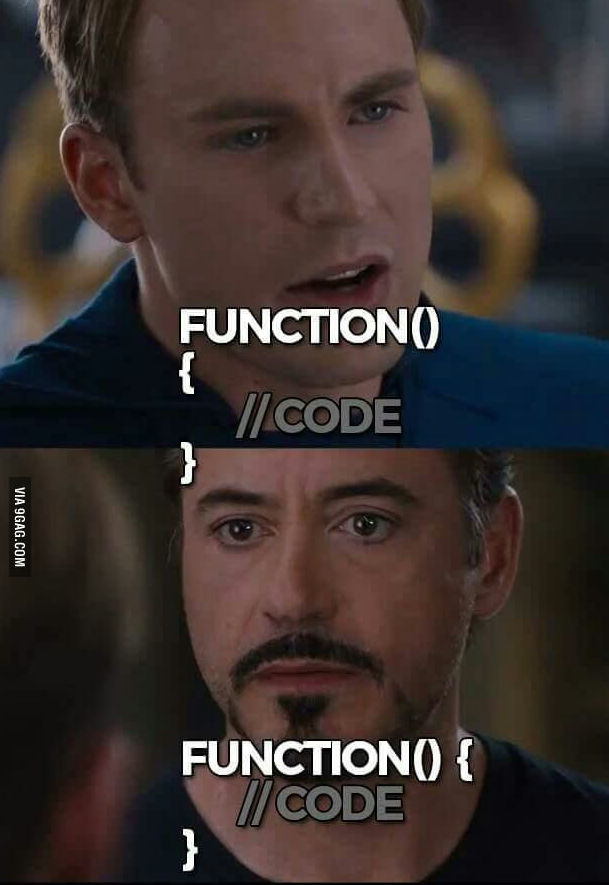 FUNCTION()
{
//CODE
}
VIA 9GAG.COM
FUNCTION() {
//CODE
}